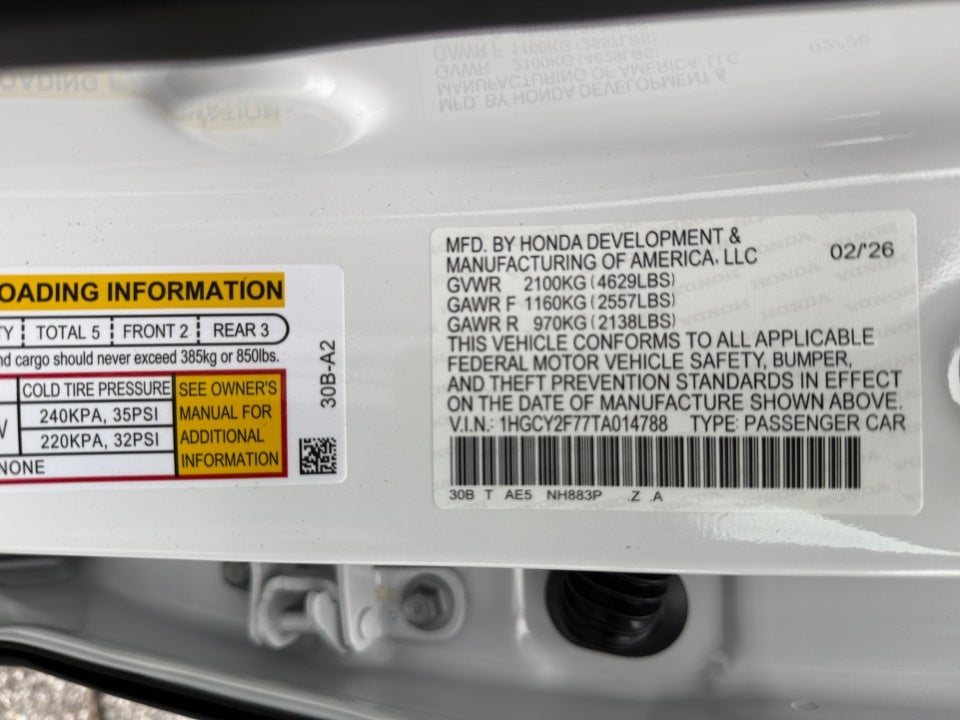 OADING INFORMATION
TY TOTAL 5 FRONT 2 REAR 3
nd cargo should never exceed 385kg or 850lbs.
COLD TIRE PRESSURE
240KPA, 35PSI
220KPA, 32PSI
NONE
SEE OWNER'S
MANUAL FOR
ADDITIONAL
INFORMATION
30B-A2
MFD. BY HONDA DEVELOPMENT &
MANUFACTURING OF AMERICA, LLC 02/'26
GVWR 2100KG (4629LBS)
GAWR F 1160KG (2557LBS)
GAWR R 970KG (2138LBS)
THIS VEHICLE CONFORMS TO ALL APPLICABLE
FEDERAL MOTOR VEHICLE SAFETY, BUMPER,
AND THEFT PREVENTION STANDARDS IN EFFECT
ON THE DATE OF MANUFACTURE SHOWN ABOVE.
V.I.N.: 1HGCY2F77TA014788 TYPE: PASSENGER CAR
30B T AE5 NH883P .Z .A